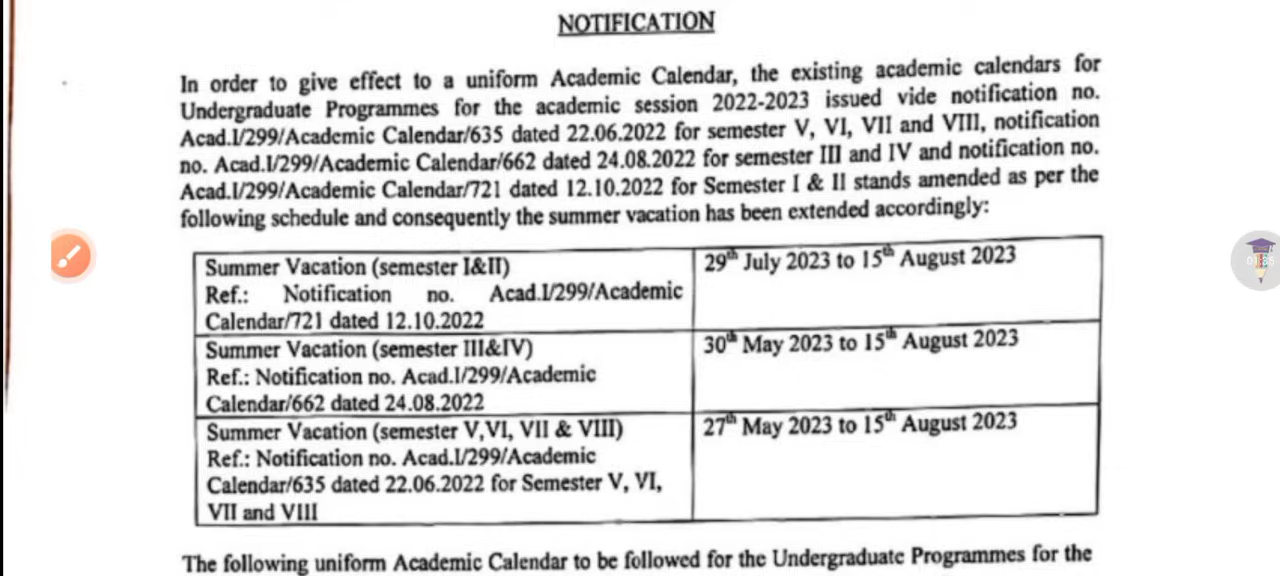 NOTIFICATION
In order to give effect to a uniform Academic Calendar, the existing academic calendars for
Undergraduate Programmes for the academic session 2022-2023 issued vide notification no.
Acad.I/299/Academic Calendar/635 dated 22.06.2022 for semester V, VI, VII and VIII, notification
no. Acad.I/299/Academic Calendar/662 dated 24.08.2022 for semester III and IV and notification no.
Acad.I/299/Academic Calendar/721 dated 12.10.2022 for Semester I & II stands amended as per the
following schedule and consequently the summer vacation has been extended accordingly:
Summer Vacation (semester I&II)
Ref.: Notification no. Acad.I/299/Academic
Calendar/721 dated 12.10.2022
29th July 2023 to 15th August 2023
Summer Vacation (semester III&IV)
Ref.: Notification no. Acad.I/299/Academic
Calendar/662 dated 24.08.2022
30th May 2023 to 15th August 2023
Summer Vacation (semester V,VI, VII & VIII)
Ref.: Notification no. Acad.I/299/Academic
Calendar/635 dated 22.06.2022 for Semester V, VI,
VII and VIII
27th May 2023 to 15th August 2023
The following uniform Academic Calendar to be followed for the Undergraduate Programmes for the